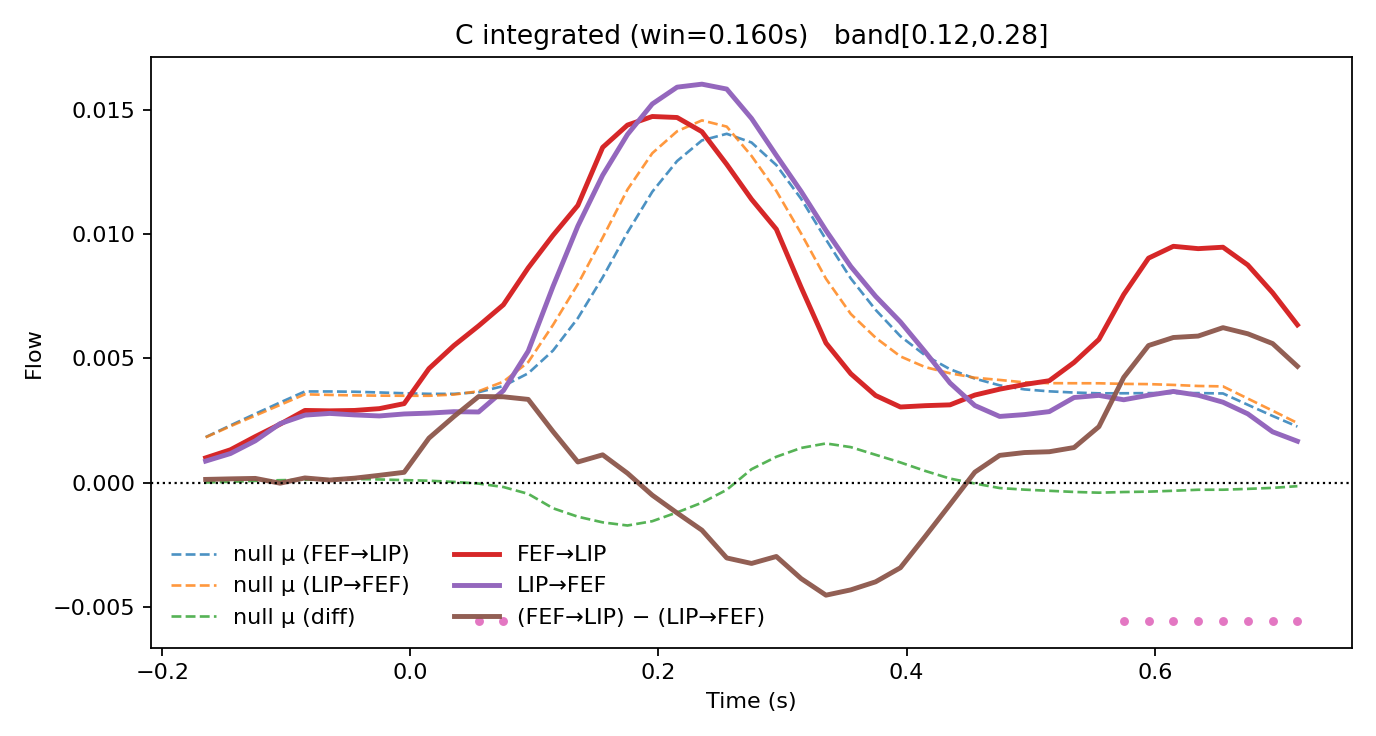 C integrated (win=0.160s)   band[0.12,0.28]
Flow
0.015
0.010
0.005
0.000
−0.005
null μ (FEF→LIP)
null μ (LIP→FEF)
null μ (diff)
FEF→LIP
LIP→FEF
(FEF→LIP) − (LIP→FEF)
−0.2
0.0
0.2
0.4
0.6
Time (s)